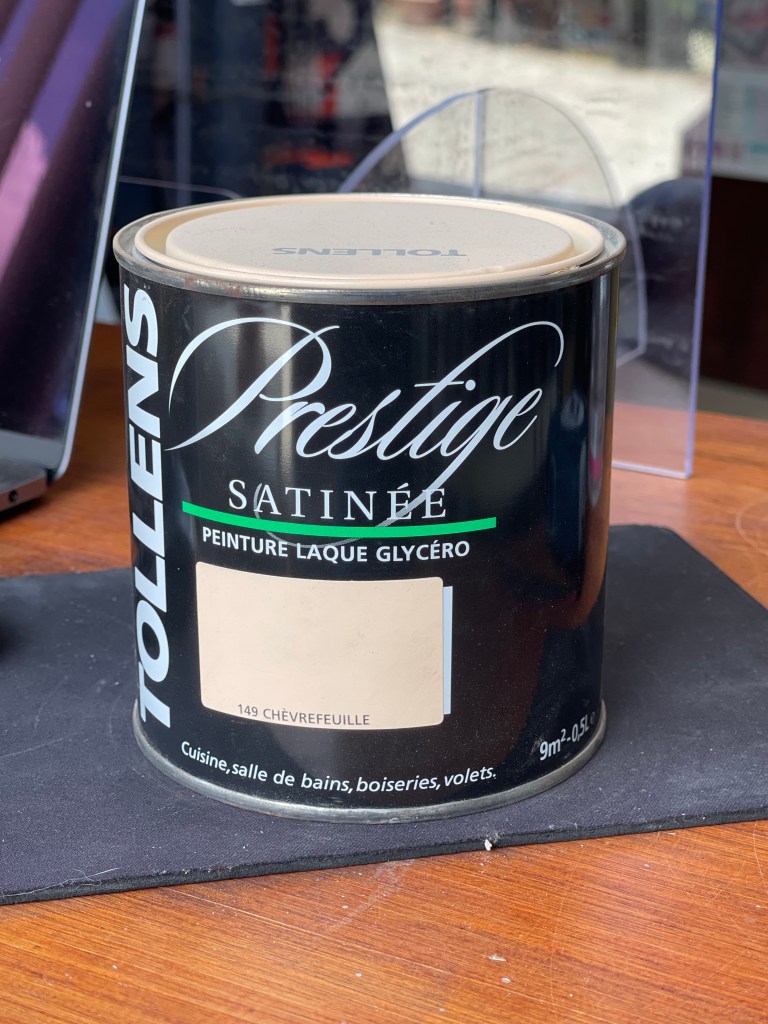 TOLLENS
TOLLENS
Prestige
SATINÉE
PEINTURE LAQUE GLYCÉRO
149 CHÈVREFEUILLE
9m²-0,5L e
Cuisine, salle de bains, boiseries, volets.